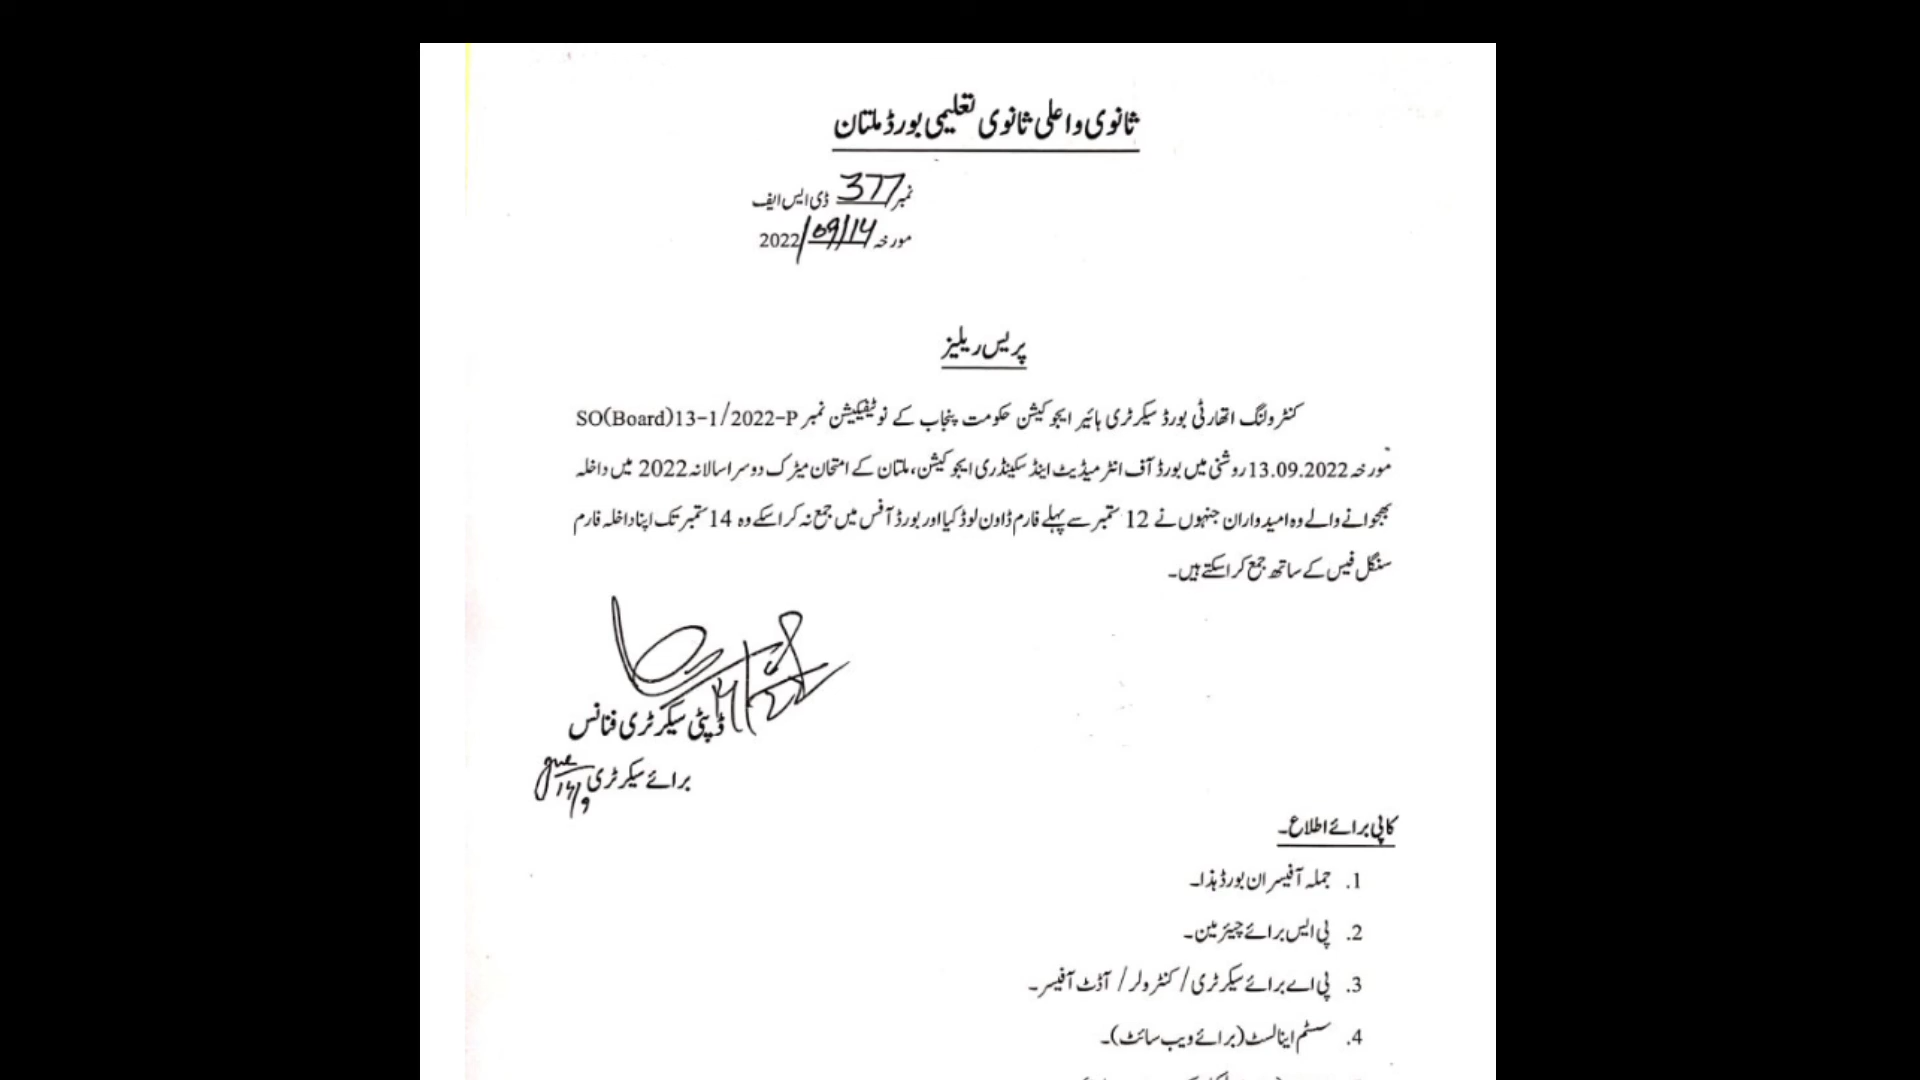 ثانوی و اعلی ثانوی تعلیمی بورڈ ملتان
نمبر 377 ڈی ایس ایف
مورخہ 14/09/2022
پریس ریلیز
کنٹرولنگ اتھارٹی بورڈ سیکرٹری ہائیر ایجوکیشن حکومت پنجاب کے نوٹیفیکیشن نمبر SO(Board)13-1/2022-P
مورخہ 13.09.2022 روشنی میں بورڈ آف انٹرمیڈیٹ اینڈ سکینڈری ایجوکیشن، ملتان کے امتحان میٹرک دوسرا سالانہ 2022 میں داخلہ
بھجوانے والے وہ امیدواران جنہوں نے 12 ستمبر سے پہلے فارم ڈاون لوڈ کیا اور بورڈ آفس میں جمع نہ کرا سکے وہ 14 ستمبر تک اپنا داخلہ فارم
سنگل فیس کے ساتھ جمع کرا سکتے ہیں۔
ڈپٹی سیکرٹری فنانس
برائے سیکرٹری
14/9
کاپی برائے اطلاع۔
1. جملہ آفیسران بورڈ ہذا۔
2. پی ایس برائے چیئرمین۔
3. پی اے برائے سیکرٹری / کنٹرولر / آڈٹ آفیسر۔
4. سسٹم اینالسٹ (برائے ویب سائٹ)۔